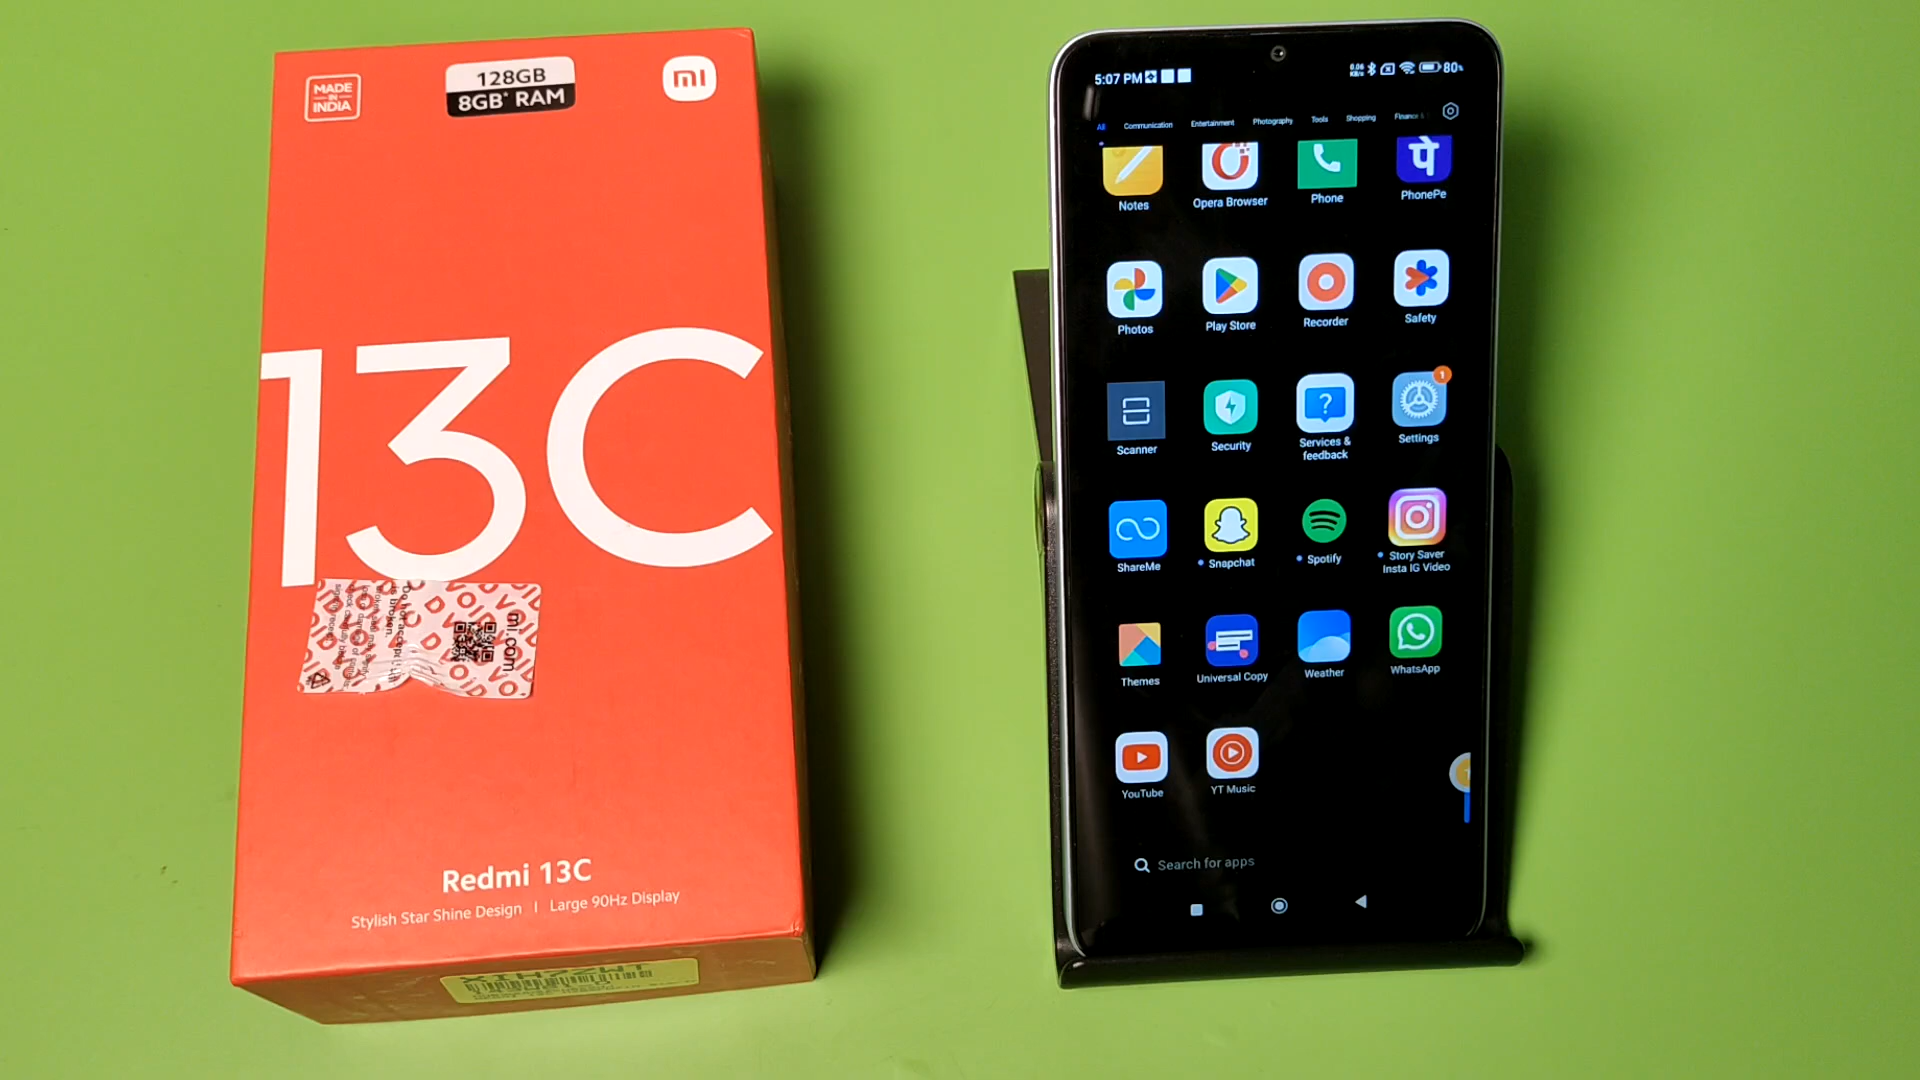 MADE
IN
INDIA
128GB
8GB* RAM
mi
13C
mi.com
VOID
Redmi 13C
Stylish Star Shine Design | Large 90Hz Display
5:07 PM
80%
All Communication Entertainment Photography Tools Shopping Finance
Notes Opera Browser Phone PhonePe
पे
Photos Play Store Recorder Safety
1
Scanner Security Services & feedback Settings
ShareMe Snapchat Spotify Story Saver Insta IG Video
Themes Universal Copy Weather WhatsApp
YouTube YT Music
Search for apps